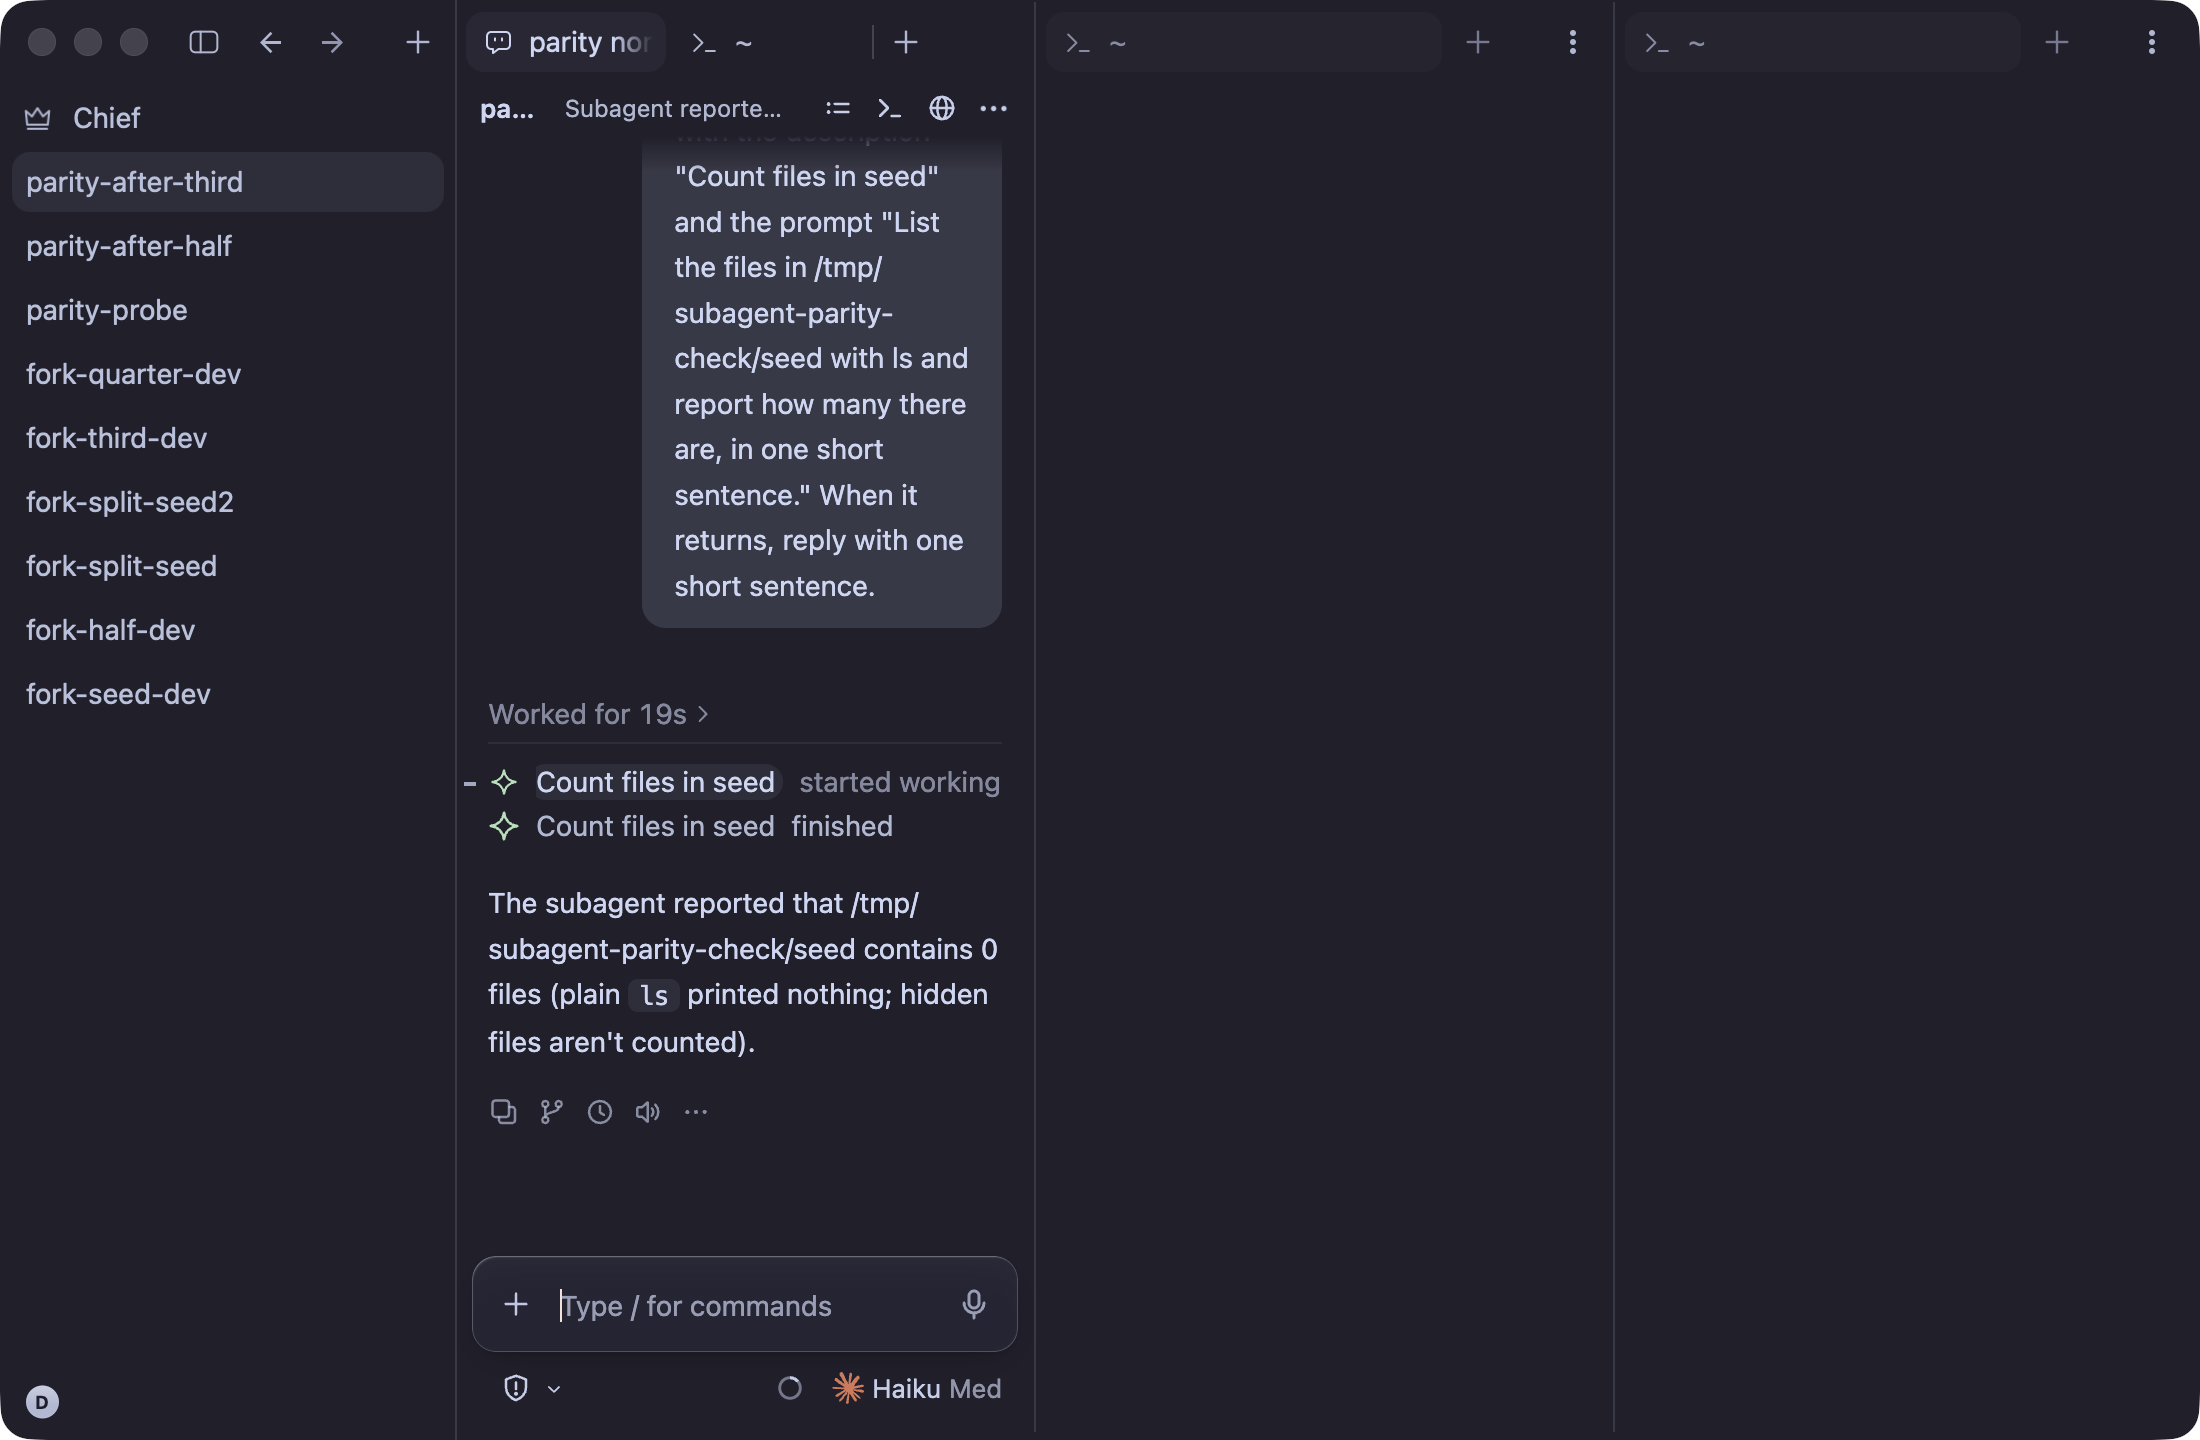 Chief
parity-after-third
parity-after-half
parity-probe
fork-quarter-dev
fork-third-dev
fork-split-seed2
fork-split-seed
fork-half-dev
fork-seed-dev
D
parity nor
>_ ~
pa...
Subagent reporte...
with the description
"Count files in seed"
and the prompt "List
the files in /tmp/
subagent-parity-
check/seed with ls and
report how many there
are, in one short
sentence." When it
returns, reply with one
short sentence.
Worked for 19s
Count files in seed started working
Count files in seed finished
The subagent reported that /tmp/
subagent-parity-check/seed contains 0
files (plain ls printed nothing; hidden
files aren't counted).
Type / for commands
Haiku Med
>_ ~
>_ ~